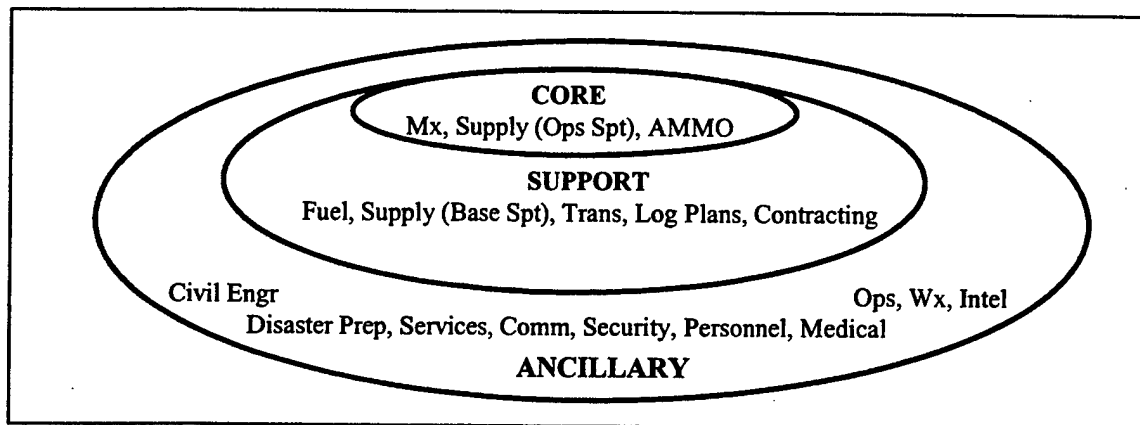 CORE
Mx, Supply (Ops Spt), AMMO
SUPPORT
Fuel, Supply (Base Spt), Trans, Log Plans, Contracting
Civil Engr
Ops, Wx, Intel
Disaster Prep, Services, Comm, Security, Personnel, Medical
ANCILLARY